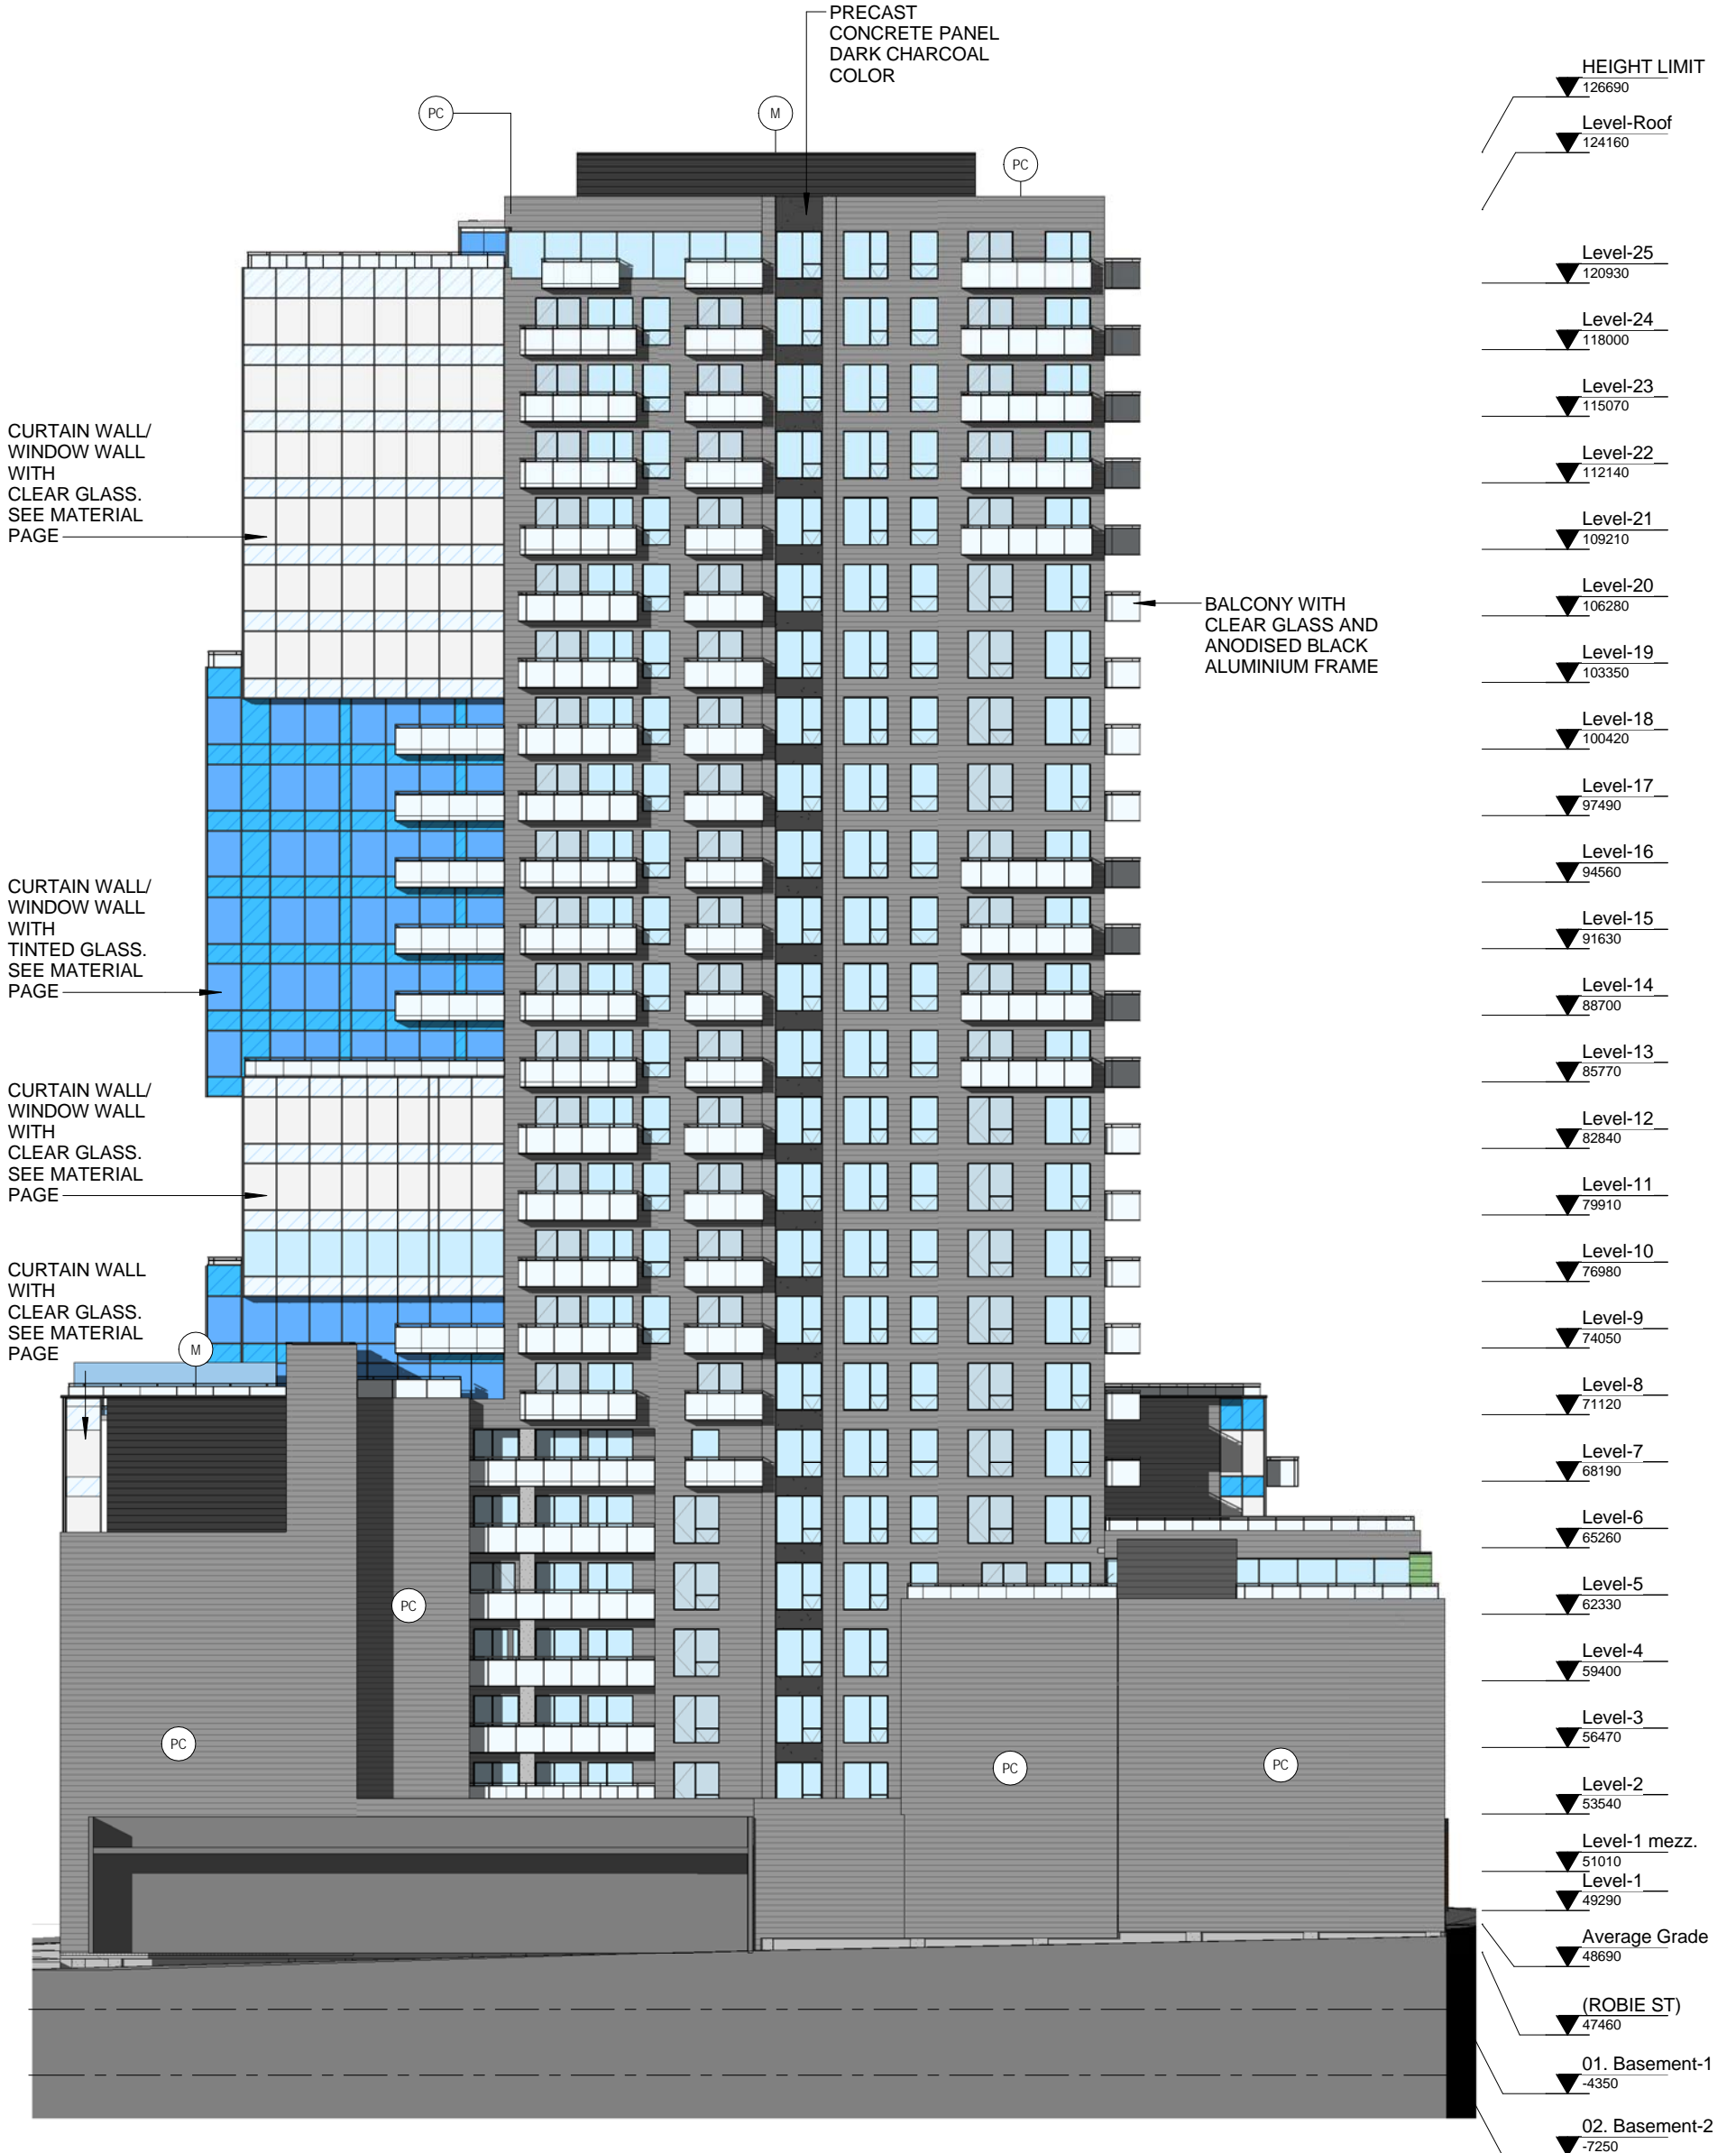 PRECAST
CONCRETE PANEL
DARK CHARCOAL
COLOR
PC
M
PC
CURTAIN WALL/
WINDOW WALL
WITH
CLEAR GLASS.
SEE MATERIAL
PAGE
CURTAIN WALL/
WINDOW WALL
WITH
TINTED GLASS.
SEE MATERIAL
PAGE
CURTAIN WALL/
WINDOW WALL
WITH
CLEAR GLASS.
SEE MATERIAL
PAGE
CURTAIN WALL
WITH
CLEAR GLASS.
SEE MATERIAL
PAGE
M
PC
PC
PC
PC
BALCONY WITH
CLEAR GLASS AND
ANODISED BLACK
ALUMINIUM FRAME
HEIGHT LIMIT
126690
Level-Roof
124160
Level-25
120930
Level-24
118000
Level-23
115070
Level-22
112140
Level-21
109210
Level-20
106280
Level-19
103350
Level-18
100420
Level-17
97490
Level-16
94560
Level-15
91630
Level-14
88700
Level-13
85770
Level-12
82840
Level-11
79910
Level-10
76980
Level-9
74050
Level-8
71120
Level-7
68190
Level-6
65260
Level-5
62330
Level-4
59400
Level-3
56470
Level-2
53540
Level-1 mezz.
51010
Level-1
49290
Average Grade
48690
(ROBIE ST)
47460
01. Basement-1
-4350
02. Basement-2
-7250